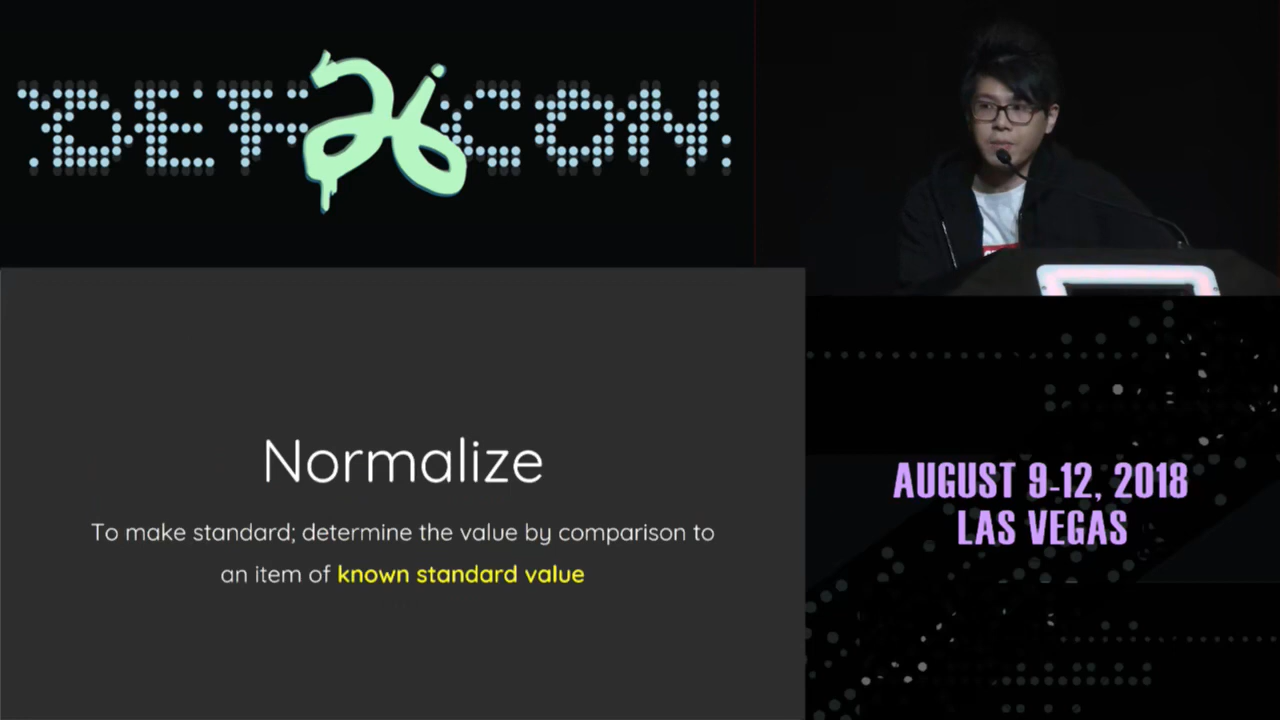 DEF 26 CON
Normalize
To make standard; determine the value by comparison to
an item of known standard value
AUGUST 9-12, 2018
LAS VEGAS